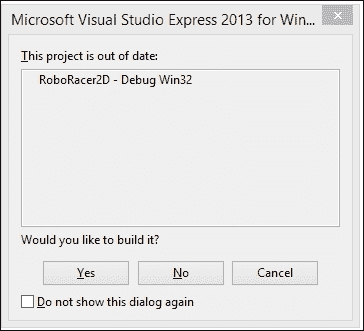 Microsoft Visual Studio Express 2013 for Win...
This project is out of date:
RoboRacer2D - Debug Win32
Would you like to build it?
Yes No Cancel
Do not show this dialog again